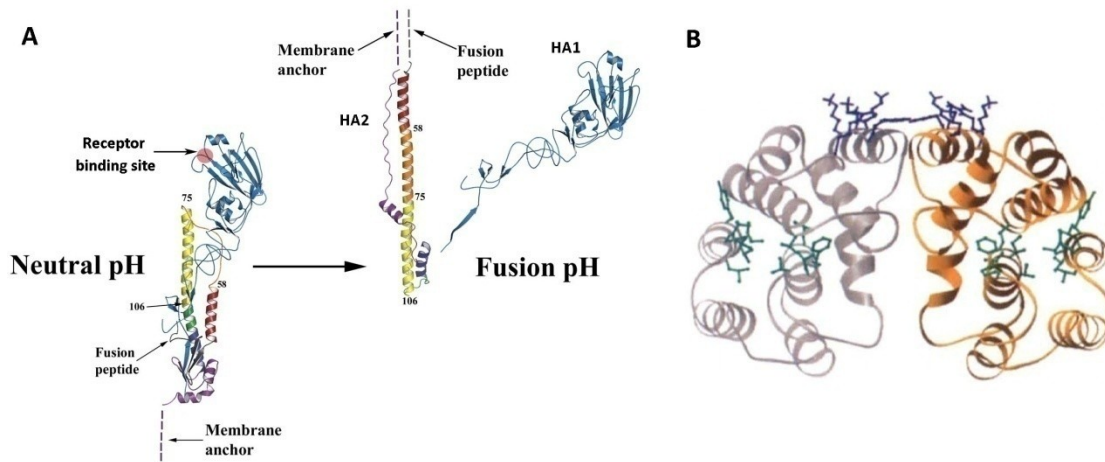 A
Receptor
binding site
75
Neutral pH
58
106
Fusion
peptide
Membrane
anchor
Membrane
anchor
Fusion
peptide
HA1
HA2
58
75
106
Fusion pH
B